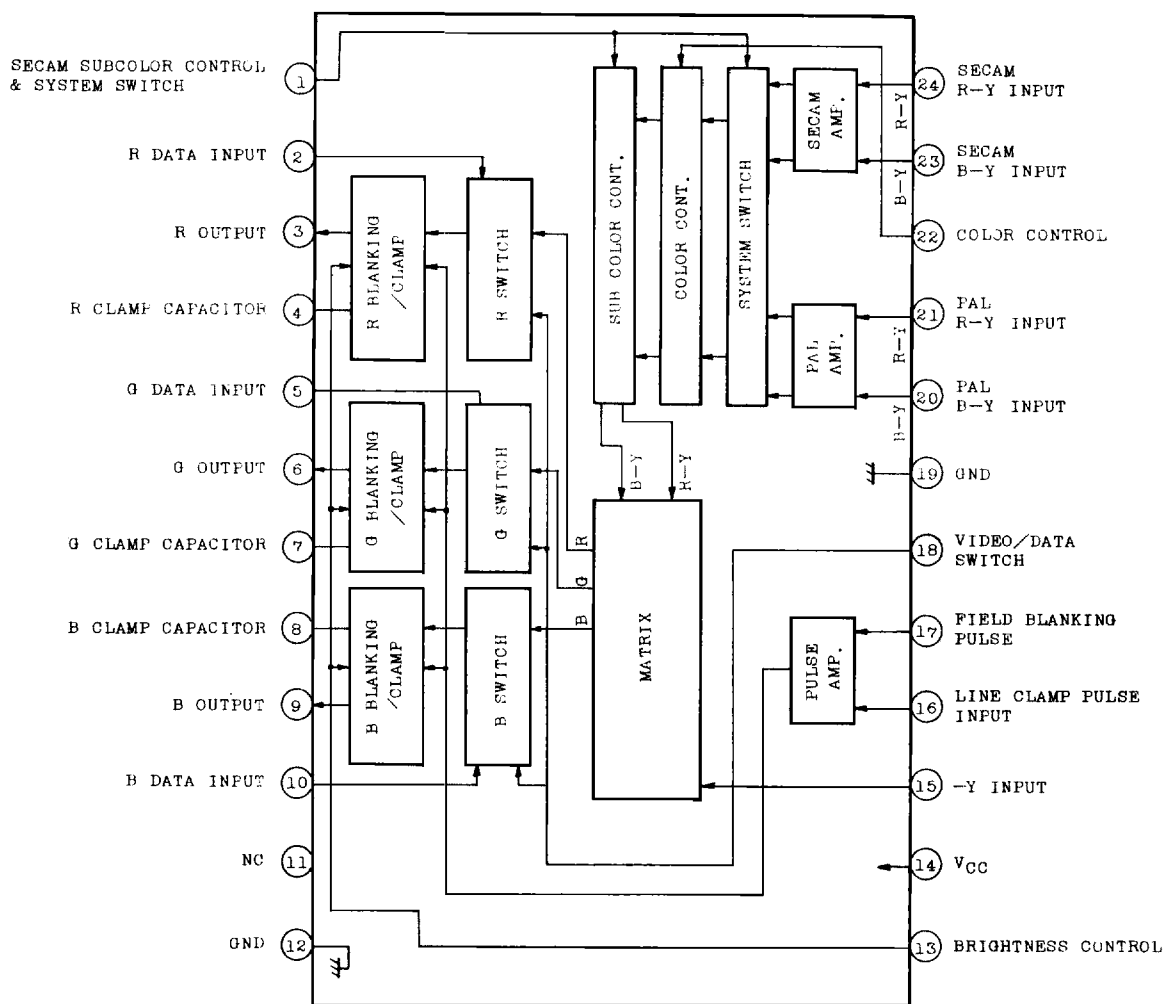 SECAM SUBCOLOR CONTROL
& SYSTEM SWITCH
1
R DATA INPUT
2
R OUTPUT
3
R CLAMP CAPACITOR
4
G DATA INPUT
5
G OUTPUT
6
G CLAMP CAPACITOR
7
B CLAMP CAPACITOR
8
B OUTPUT
9
B DATA INPUT
10
NC
11
GND
12
R BLANKING
/CLAMP
R SWITCH
G BLANKING
/CLAMP
G SWITCH
B BLANKING
/CLAMP
B SWITCH
SUB COLOR CONT.
COLOR CONT.
SYSTEM SWITCH
SECAM
AMP.
PAL AMP.
B-Y
R-Y
R
G
B
MATRIX
PULSE
AMP.
R-Y
B-Y
R-Y
B-Y
24
SECAM
R-Y INPUT
23
SECAM
B-Y INPUT
22
COLOR CONTROL
21
PAL
R-Y INPUT
20
PAL
B-Y INPUT
19
GND
18
VIDEO/DATA
SWITCH
17
FIELD BLANKING
PULSE
16
LINE CLAMP PULSE
INPUT
15
-Y INPUT
14
VCC
13
BRIGHTNESS CONTROL